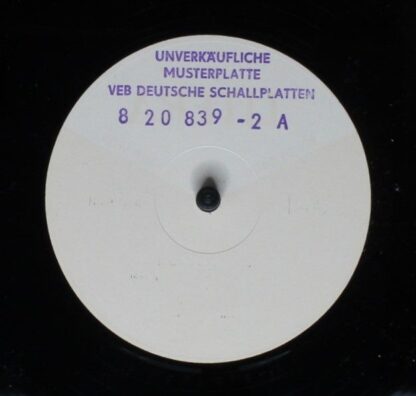 UNVERKÄUFLICHE
MUSTERPLATTE
VEB DEUTSCHE SCHALLPLATTEN
8 20 839 - 2 A